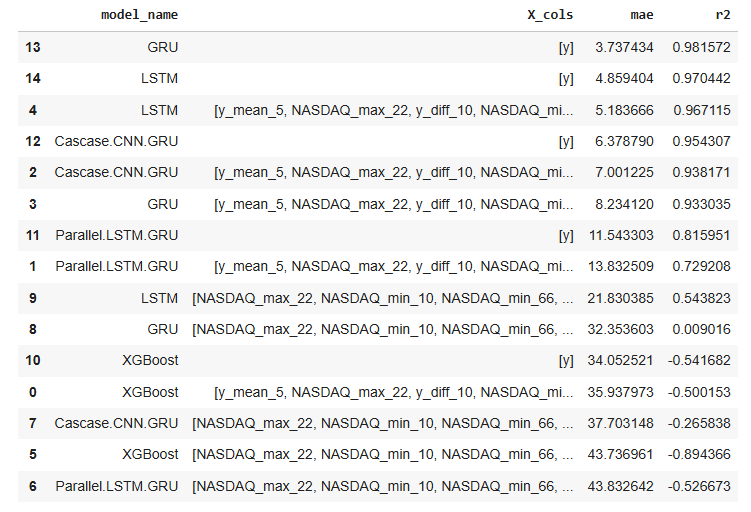 model_name X_cols mae r2
13 GRU [y] 3.737434 0.981572
14 LSTM [y] 4.859404 0.970442
4 LSTM [y_mean_5, NASDAQ_max_22, y_diff_10, NASDAQ_mi... 5.183666 0.967115
12 Cascase.CNN.GRU [y] 6.378790 0.954307
2 Cascase.CNN.GRU [y_mean_5, NASDAQ_max_22, y_diff_10, NASDAQ_mi... 7.001225 0.938171
3 GRU [y_mean_5, NASDAQ_max_22, y_diff_10, NASDAQ_mi... 8.234120 0.933035
11 Parallel.LSTM.GRU [y] 11.543303 0.815951
1 Parallel.LSTM.GRU [y_mean_5, NASDAQ_max_22, y_diff_10, NASDAQ_mi... 13.832509 0.729208
9 LSTM [NASDAQ_max_22, NASDAQ_min_10, NASDAQ_min_66, ... 21.830385 0.543823
8 GRU [NASDAQ_max_22, NASDAQ_min_10, NASDAQ_min_66, ... 32.353603 0.009016
10 XGBoost [y] 34.052521 -0.541682
0 XGBoost [y_mean_5, NASDAQ_max_22, y_diff_10, NASDAQ_mi... 35.937973 -0.500153
7 Cascase.CNN.GRU [NASDAQ_max_22, NASDAQ_min_10, NASDAQ_min_66, ... 37.703148 -0.265838
5 XGBoost [NASDAQ_max_22, NASDAQ_min_10, NASDAQ_min_66, ... 43.736961 -0.894366
6 Parallel.LSTM.GRU [NASDAQ_max_22, NASDAQ_min_10, NASDAQ_min_66, ... 43.832642 -0.526673